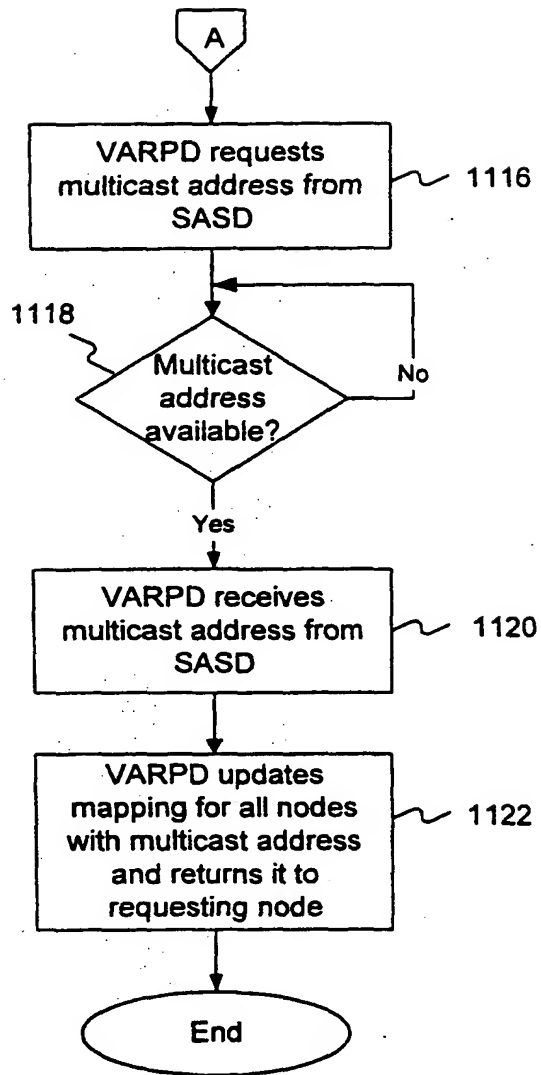 A
VARPD requests
multicast address from
SASD
1116
1118
Multicast
address
available?
No
Yes
VARPD receives
multicast address from
SASD
1120
VARPD updates
mapping for all nodes
with multicast address
and returns it to
requesting node
1122
End